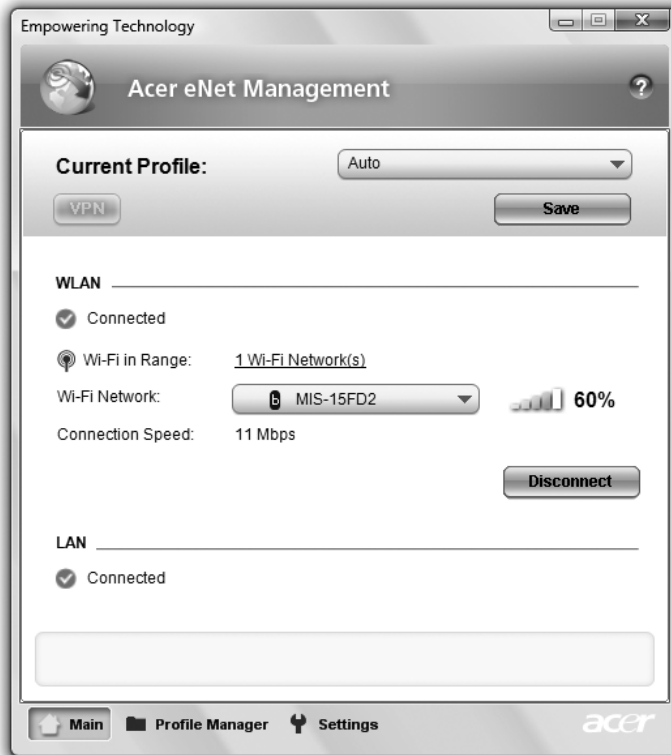 Empowering Technology
Acer eNet Management
?
Current Profile:
Auto
VPN
Save
WLAN
Connected
Wi-Fi in Range:
1 Wi-Fi Network(s)
Wi-Fi Network:
b MIS-15FD2
60%
Connection Speed:
11 Mbps
Disconnect
LAN
Connected
Main
Profile Manager
Settings
acer